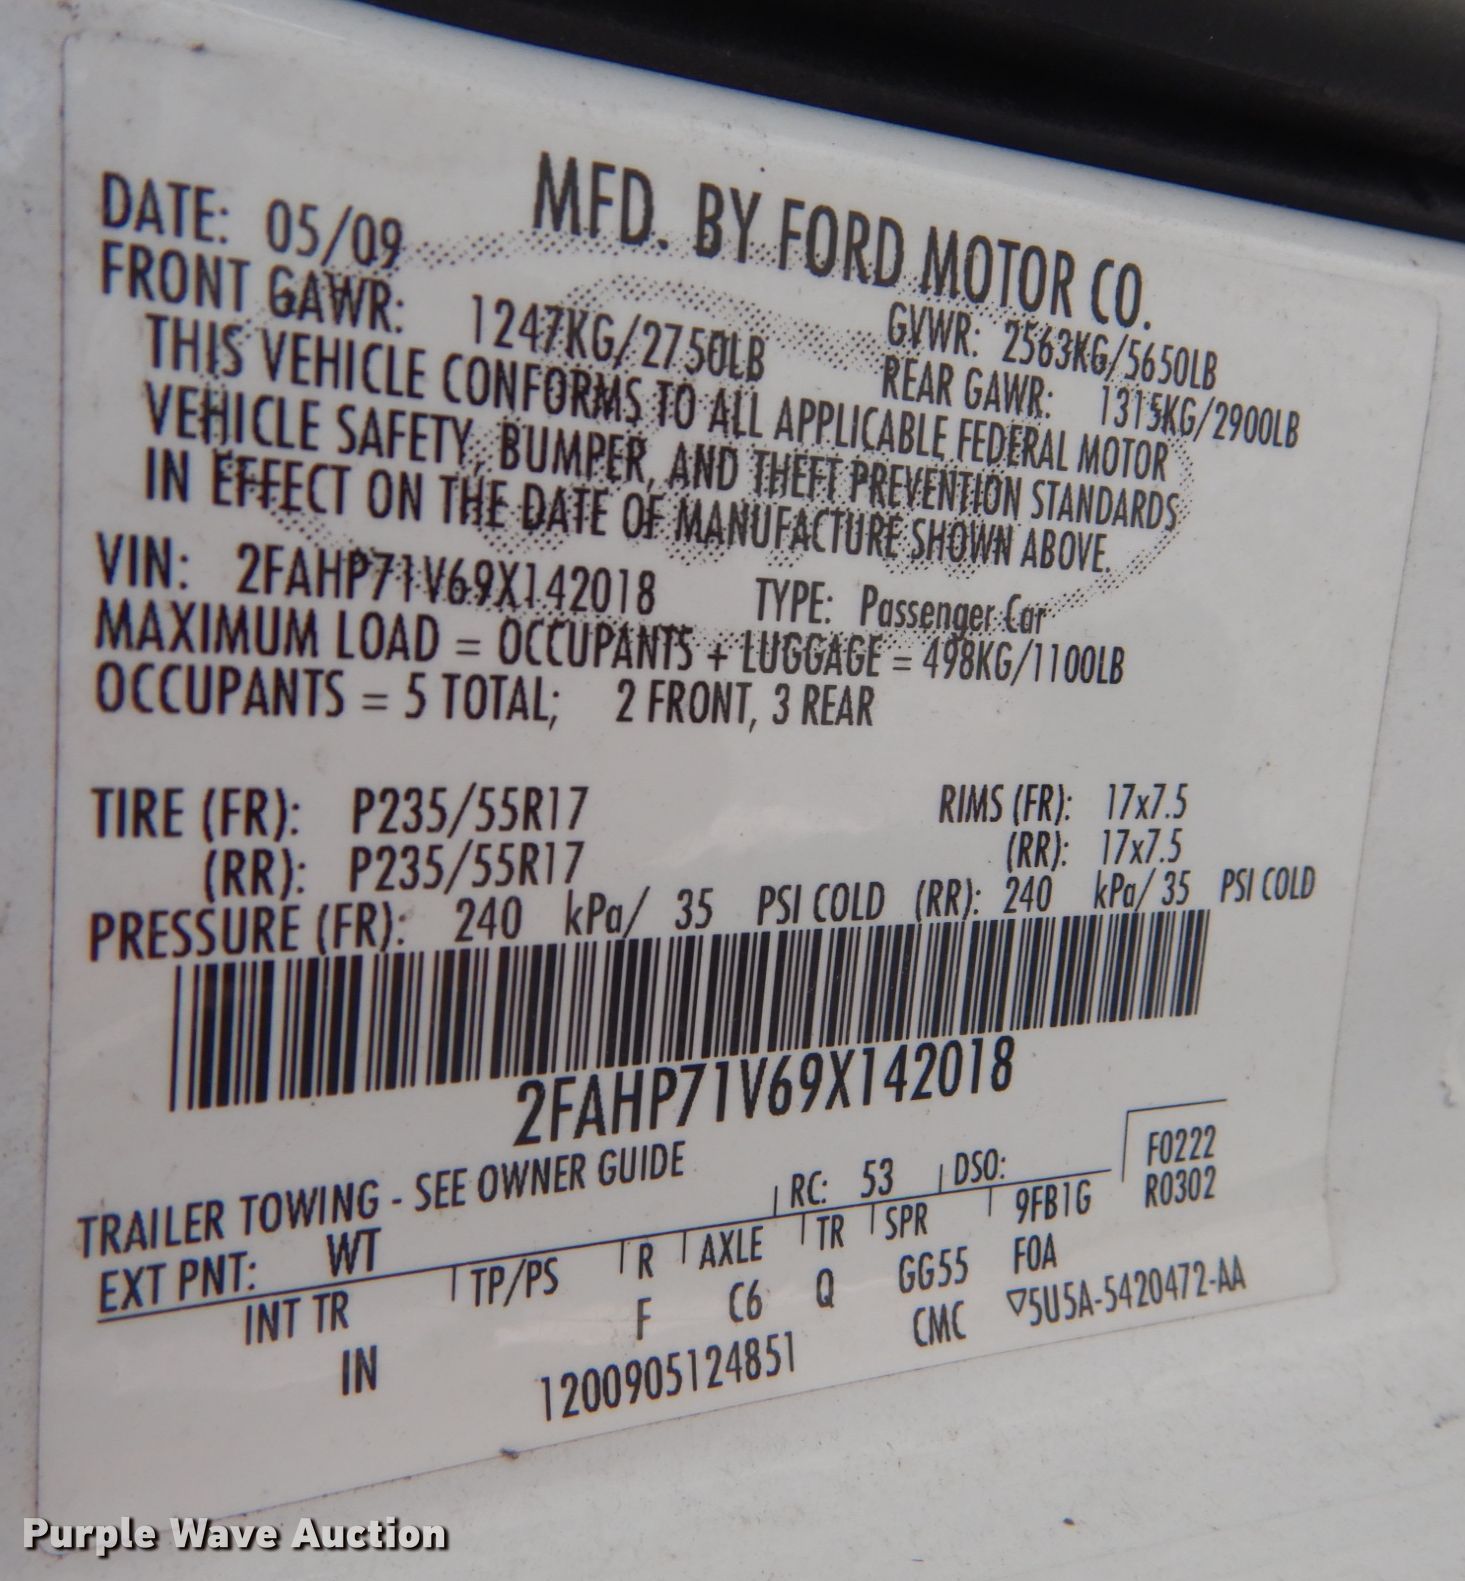 MFD. BY FORD MOTOR CO.
DATE: 05/09
GVWR: 2563KG/5650LB
FRONT GAWR: 1247KG/2750LB
REAR GAWR: 1315KG/2900LB
THIS VEHICLE CONFORMS TO ALL APPLICABLE FEDERAL MOTOR
VEHICLE SAFETY, BUMPER, AND THEFT PREVENTION STANDARDS
IN EFFECT ON THE DATE OF MANUFACTURE SHOWN ABOVE.
VIN: 2FAHP71V69X142018 TYPE: Passenger Car
MAXIMUM LOAD = OCCUPANTS + LUGGAGE = 498KG/1100LB
OCCUPANTS = 5 TOTAL; 2 FRONT, 3 REAR
TIRE (FR): P235/55R17 RIMS (FR): 17x7.5
(RR): P235/55R17 (RR): 17x7.5
PRESSURE (FR): 240 kPa/ 35 PSI COLD (RR): 240 kPa/ 35 PSI COLD
2FAHP71V69X142018
TRAILER TOWING - SEE OWNER GUIDE
F0222
EXT PNT: WT RC: 53 DSO: R0302
INT TR TP/PS R AXLE TR SPR 9FB1G
IN F C6 Q GG55 F0A
1200905124851 CMC ▽5U5A-5420472-AA
Purple Wave Auction